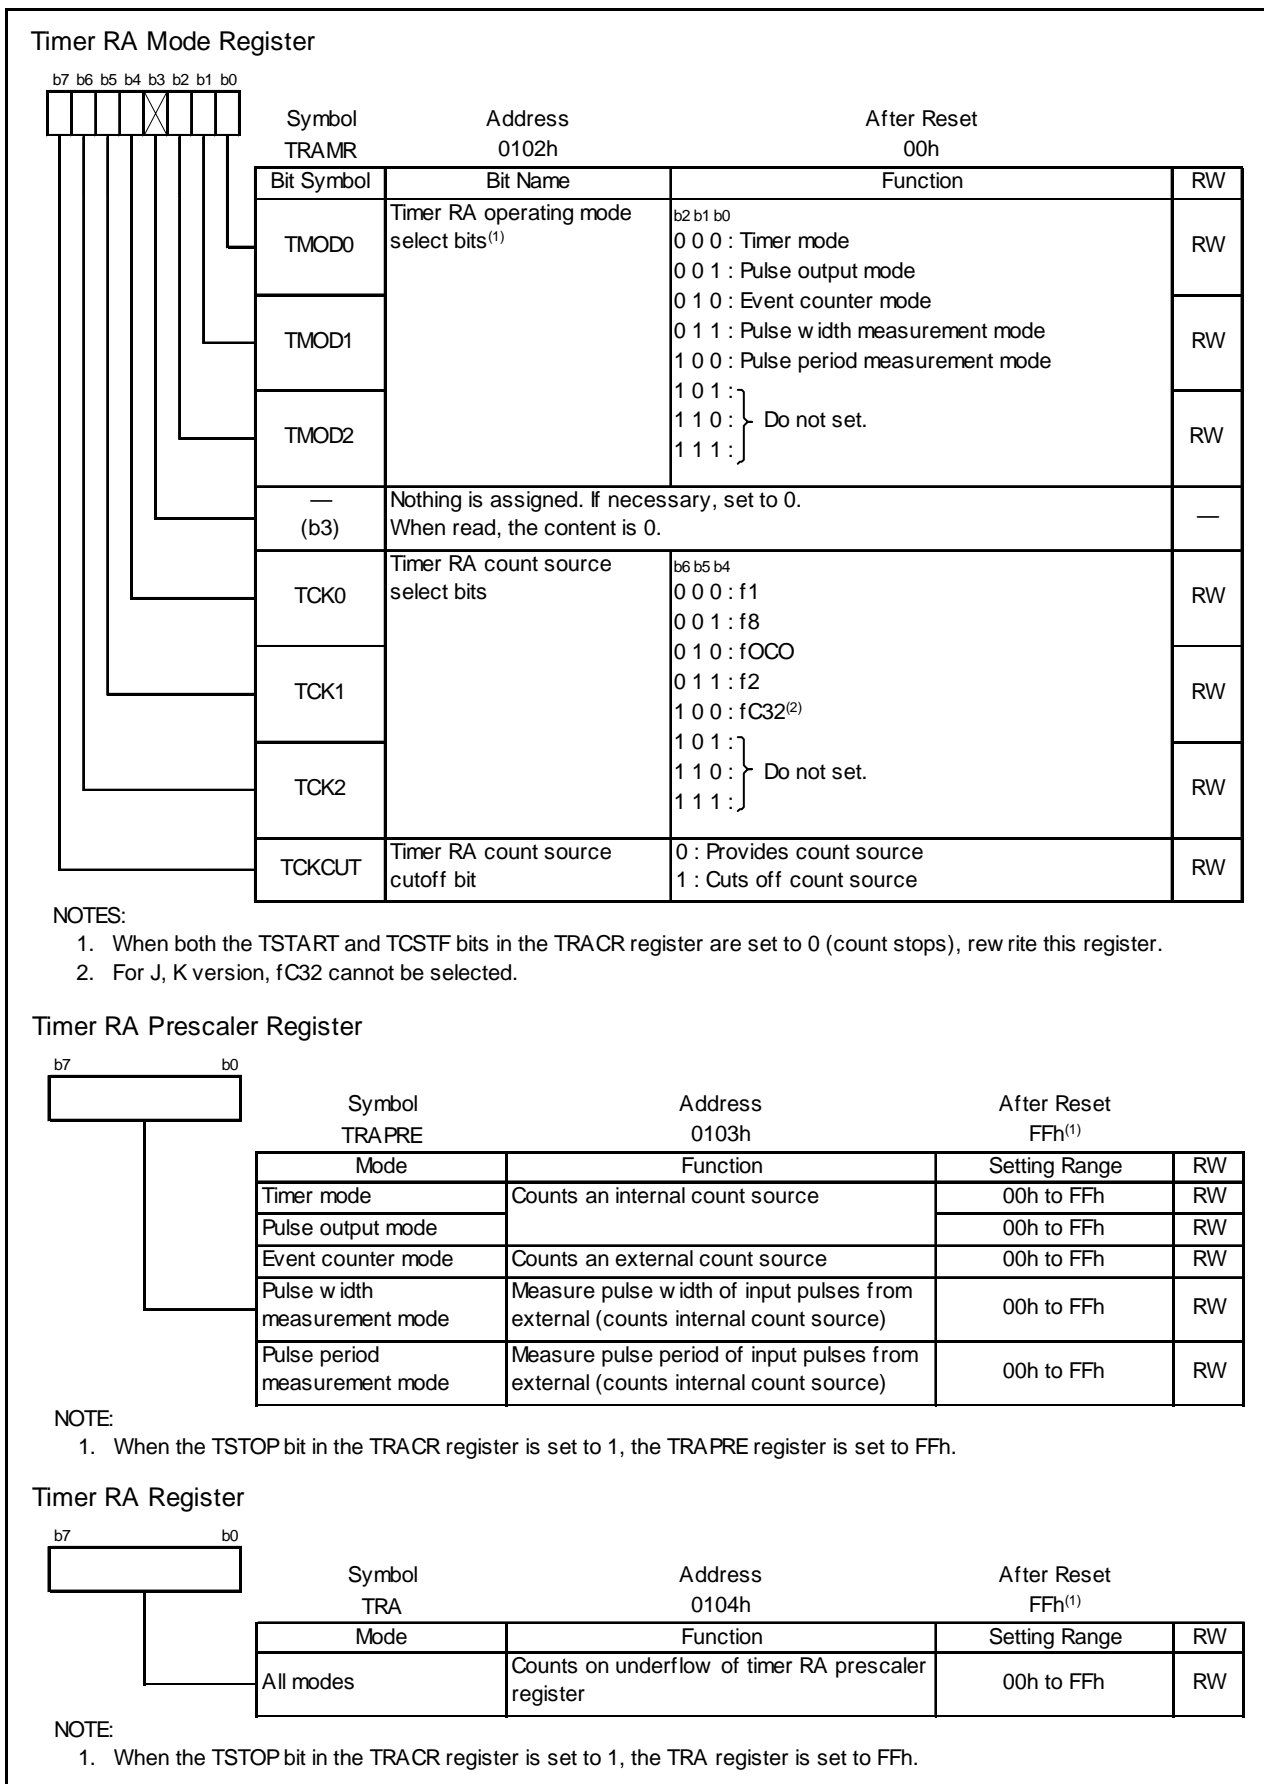 Timer RA Mode Register
b7 b6 b5 b4 b3 b2 b1 b0
Symbol Address After Reset
TRAMR 0102h 00h
Bit Symbol Bit Name Function RW
TMOD0 Timer RA operating mode select bits(1) b2 b1 b0 RW
0 0 0 : Timer mode
0 0 1 : Pulse output mode
0 1 0 : Event counter mode
TMOD1 0 1 1 : Pulse width measurement mode RW
1 0 0 : Pulse period measurement mode
1 0 1 :
TMOD2 1 1 0 : Do not set. RW
1 1 1 :
— (b3) Nothing is assigned. If necessary, set to 0. —
When read, the content is 0.
TCK0 Timer RA count source select bits b6 b5 b4 RW
0 0 0 : f1
0 0 1 : f8
0 1 0 : fOCO
TCK1 0 1 1 : f2 RW
1 0 0 : fC32(2)
1 0 1 :
TCK2 1 1 0 : Do not set. RW
1 1 1 :
TCKCUT Timer RA count source cutoff bit 0 : Provides count source RW
1 : Cuts off count source
NOTES:
1. When both the TSTART and TCSTF bits in the TRACR register are set to 0 (count stops), rewrite this register.
2. For J, K version, fC32 cannot be selected.
Timer RA Prescaler Register
b7 b0
Symbol Address After Reset
TRAPRE 0103h FFh(1)
Mode Function Setting Range RW
Timer mode Counts an internal count source 00h to FFh RW
Pulse output mode 00h to FFh RW
Event counter mode Counts an external count source 00h to FFh RW
Pulse width measurement mode Measure pulse width of input pulses from external (counts internal count source) 00h to FFh RW
Pulse period measurement mode Measure pulse period of input pulses from external (counts internal count source) 00h to FFh RW
NOTE:
1. When the TSTOP bit in the TRACR register is set to 1, the TRAPRE register is set to FFh.
Timer RA Register
b7 b0
Symbol Address After Reset
TRA 0104h FFh(1)
Mode Function Setting Range RW
All modes Counts on underflow of timer RA prescaler register 00h to FFh RW
NOTE:
1. When the TSTOP bit in the TRACR register is set to 1, the TRA register is set to FFh.